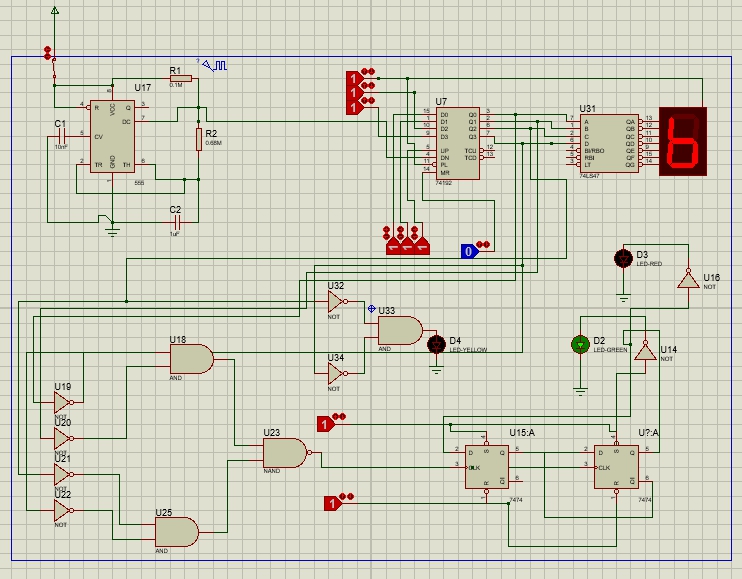 U17
R1
0.1M
R
VCC
Q
DC
CV
GND
TR
TH
555
4
8
3
7
5
2
6
1
C1
10nF
R2
0.68M
C2
1uF
1
1
1
U7
15
1
10
9
5
4
11
14
D0
D1
D2
D3
UP
DN
PL
MR
Q0
Q1
Q2
Q3
TCU
TCD
3
2
6
7
12
13
74192
U31
7
1
2
6
4
5
3
A
B
C
D
BI/RBO
RBI
LT
QA
QB
QC
QD
QE
QF
QG
13
12
11
10
9
15
14
74LS47
0
D3
LED-RED
U16
NOT
U32
NOT
U33
AND
D4
LED-YELLOW
D2
LED-GREEN
U14
NOT
U34
NOT
U18
AND
U19
NOT
U20
NOT
U21
NOT
U22
NOT
U23
NAND
U25
AND
1
1
U15:A
2
3
4
1
5
6
D
CLK
S
R
Q
Q
7474
U?:A
2
3
4
1
5
6
D
CLK
S
R
Q
Q
7474